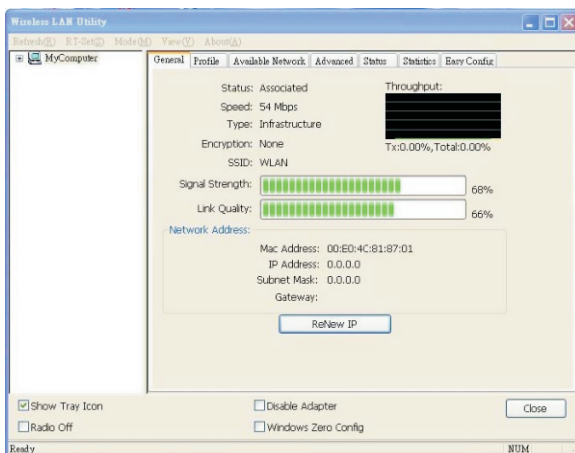 Wireless LAN Utility
Refresh(R) RT-Set(S) Mode(M) View(V) About(A)
MyComputer
General Profile Available Network Advanced Status Statistics Easy Config
Status: Associated
Throughput:
Speed: 54 Mbps
Type: Infrastructure
Encryption: None
Tx:0.00%,Total:0.00%
SSID: WLAN
Signal Strength: 68%
Link Quality: 66%
Network Address:
Mac Address: 00:E0:4C:81:87:01
IP Address: 0.0.0.0
Subnet Mask: 0.0.0.0
Gateway:
ReNew IP
Show Tray Icon Disable Adapter Close
Radio Off Windows Zero Config
Ready NUM